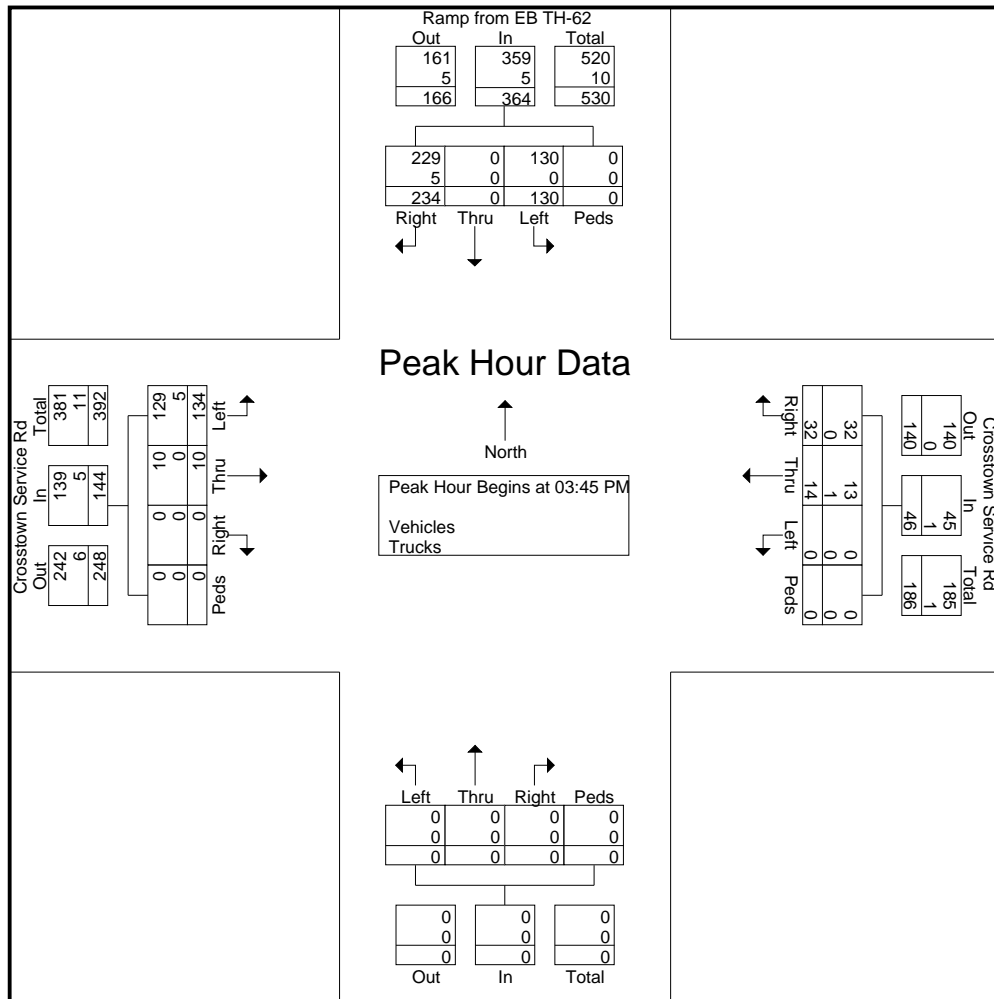 Ramp from EB TH-62
Out In Total
161 359 520
5 5 10
166 364 530
229 0 130 0
5 0 0 0
234 0 130 0
Right Thru Left Peds
Peak Hour Data
North
Peak Hour Begins at 03:45 PM
Vehicles
Trucks
Crosstown Service Rd
Out In Total
242 139 381
6 5 11
248 144 392
0 0 10 129
0 0 0 5
0 0 10 134
Peds Right Thru Left
Crosstown Service Rd
Out In Total
140 45 185
0 1 1
140 46 186
32 13 0 0
0 1 0 0
32 14 0 0
Right Thru Left Peds
Left Thru Right Peds
0 0 0 0
0 0 0 0
0 0 0 0
0 0 0
0 0 0
0 0 0
Out In Total